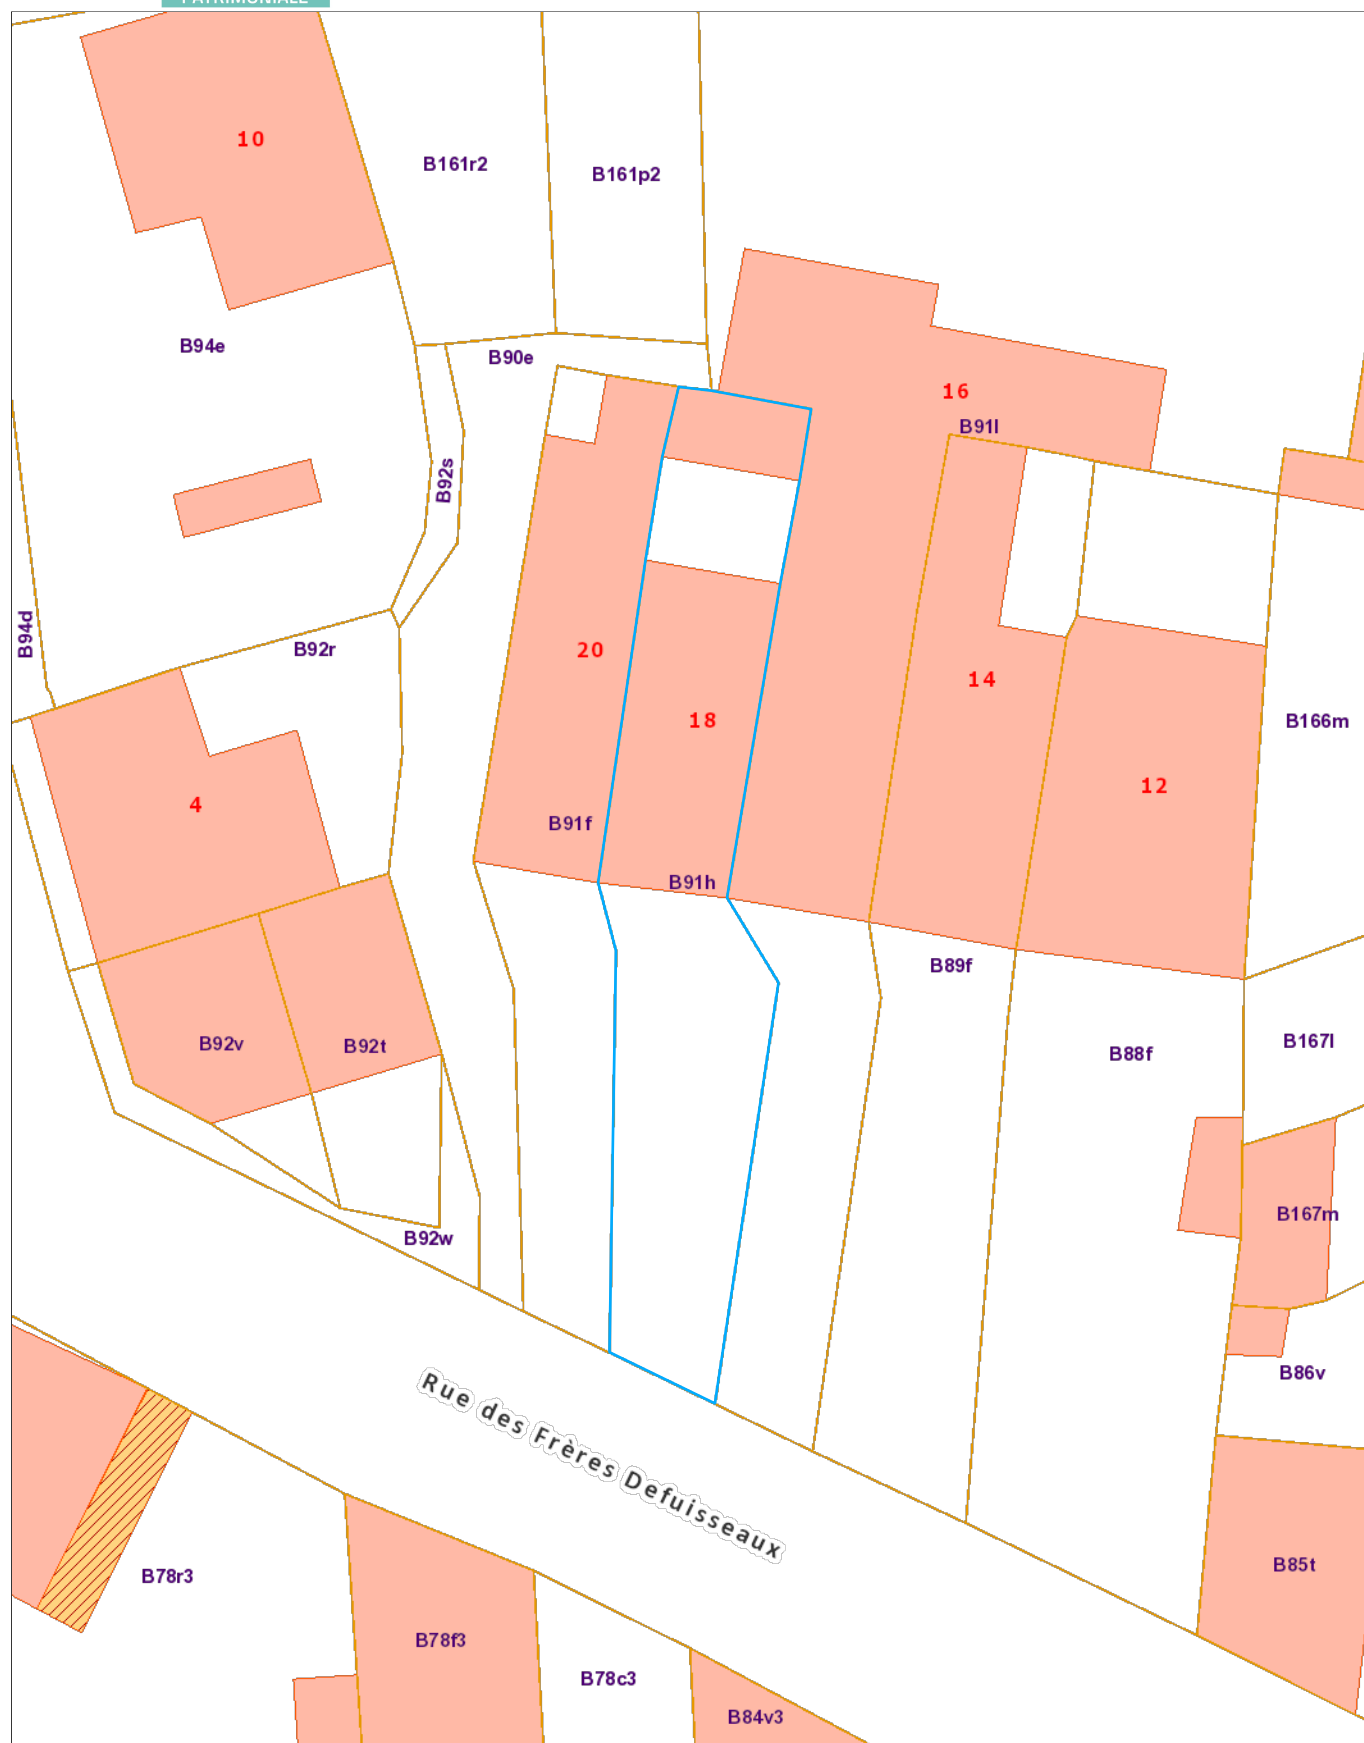 PATRIMONIALE
10
B161r2
B161p2
B94e
B90e
16
B91l
B92s
B94d
B92r
20
14
18
B166m
12
4
B91f
B91h
B89f
B92v
B92t
B88f
B167l
B167m
B92w
B86v
Rue des Frères Defuisseaux
B78r3
B85t
B78f3
B78c3
B84v3